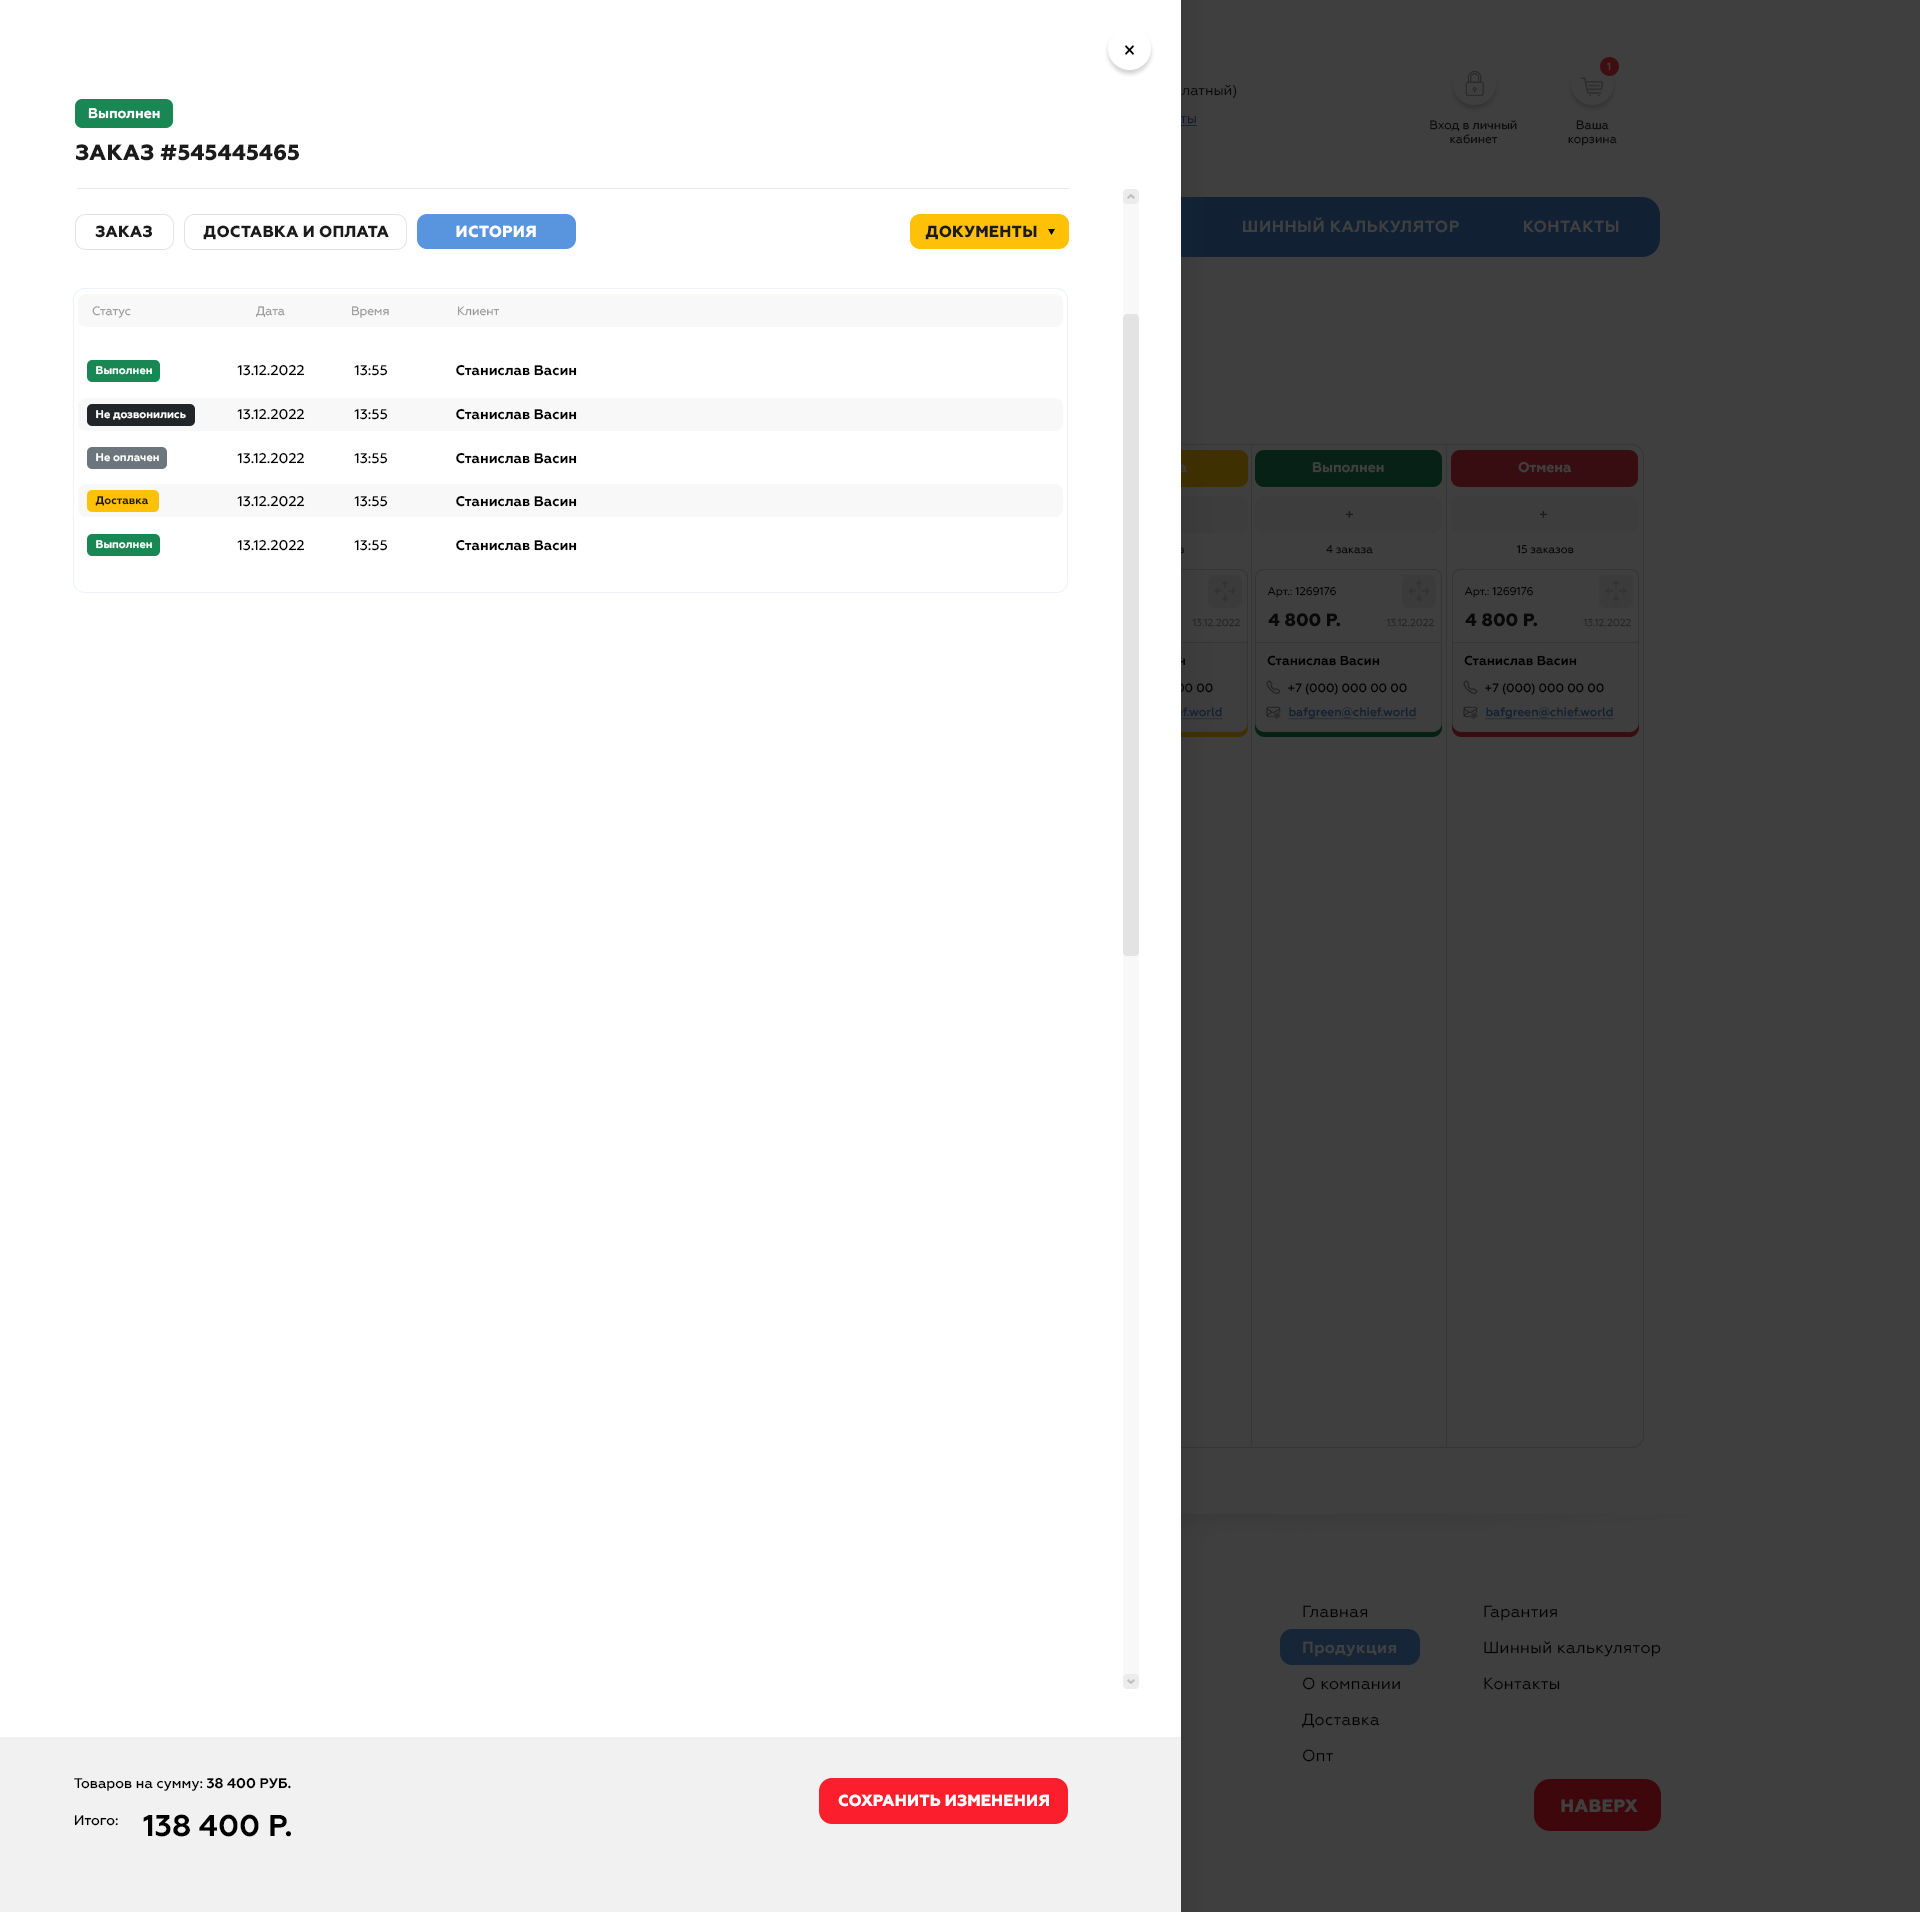 ×
Выполнен
ЗАКАЗ #545445465
ЗАКАЗ
ДОСТАВКА И ОПЛАТА
ИСТОРИЯ
ДОКУМЕНТЫ ▼
Статус Дата Время Клиент
Выполнен 13.12.2022 13:55 Станислав Васин
Не дозвонились 13.12.2022 13:55 Станислав Васин
Не оплачен 13.12.2022 13:55 Станислав Васин
Доставка 13.12.2022 13:55 Станислав Васин
Выполнен 13.12.2022 13:55 Станислав Васин
Товаров на сумму: 38 400 РУБ.
Итого: 138 400 Р.
СОХРАНИТЬ ИЗМЕНЕНИЯ
латный)
ты
Вход в личный
кабинет
1
Ваша
корзина
ШИННЫЙ КАЛЬКУЛЯТОР
КОНТАКТЫ
а
13.12.2022
н
00 00
ef.world
Выполнен
+
4 заказа
Арт.: 1269176
4 800 Р.
13.12.2022
Станислав Васин
+7 (000) 000 00 00
bafgreen@chief.world
Отмена
+
15 заказов
Арт.: 1269176
4 800 Р.
13.12.2022
Станислав Васин
+7 (000) 000 00 00
bafgreen@chief.world
Главная
Продукция
О компании
Доставка
Опт
Гарантия
Шинный калькулятор
Контакты
НАВЕРХ